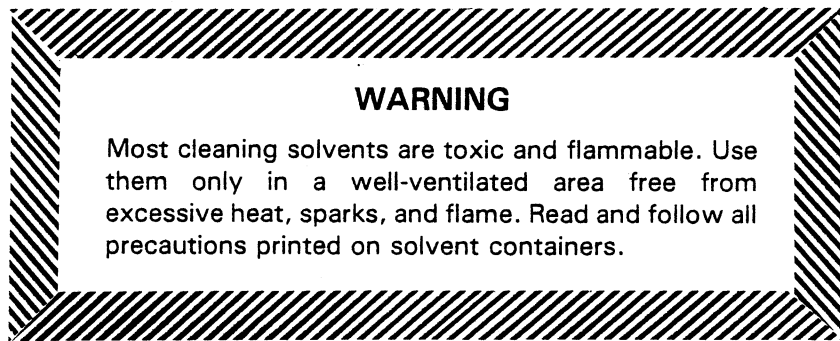 WARNING
Most cleaning solvents are toxic and flammable. Use
them only in a well-ventilated area free from
excessive heat, sparks, and flame. Read and follow all
precautions printed on solvent containers.